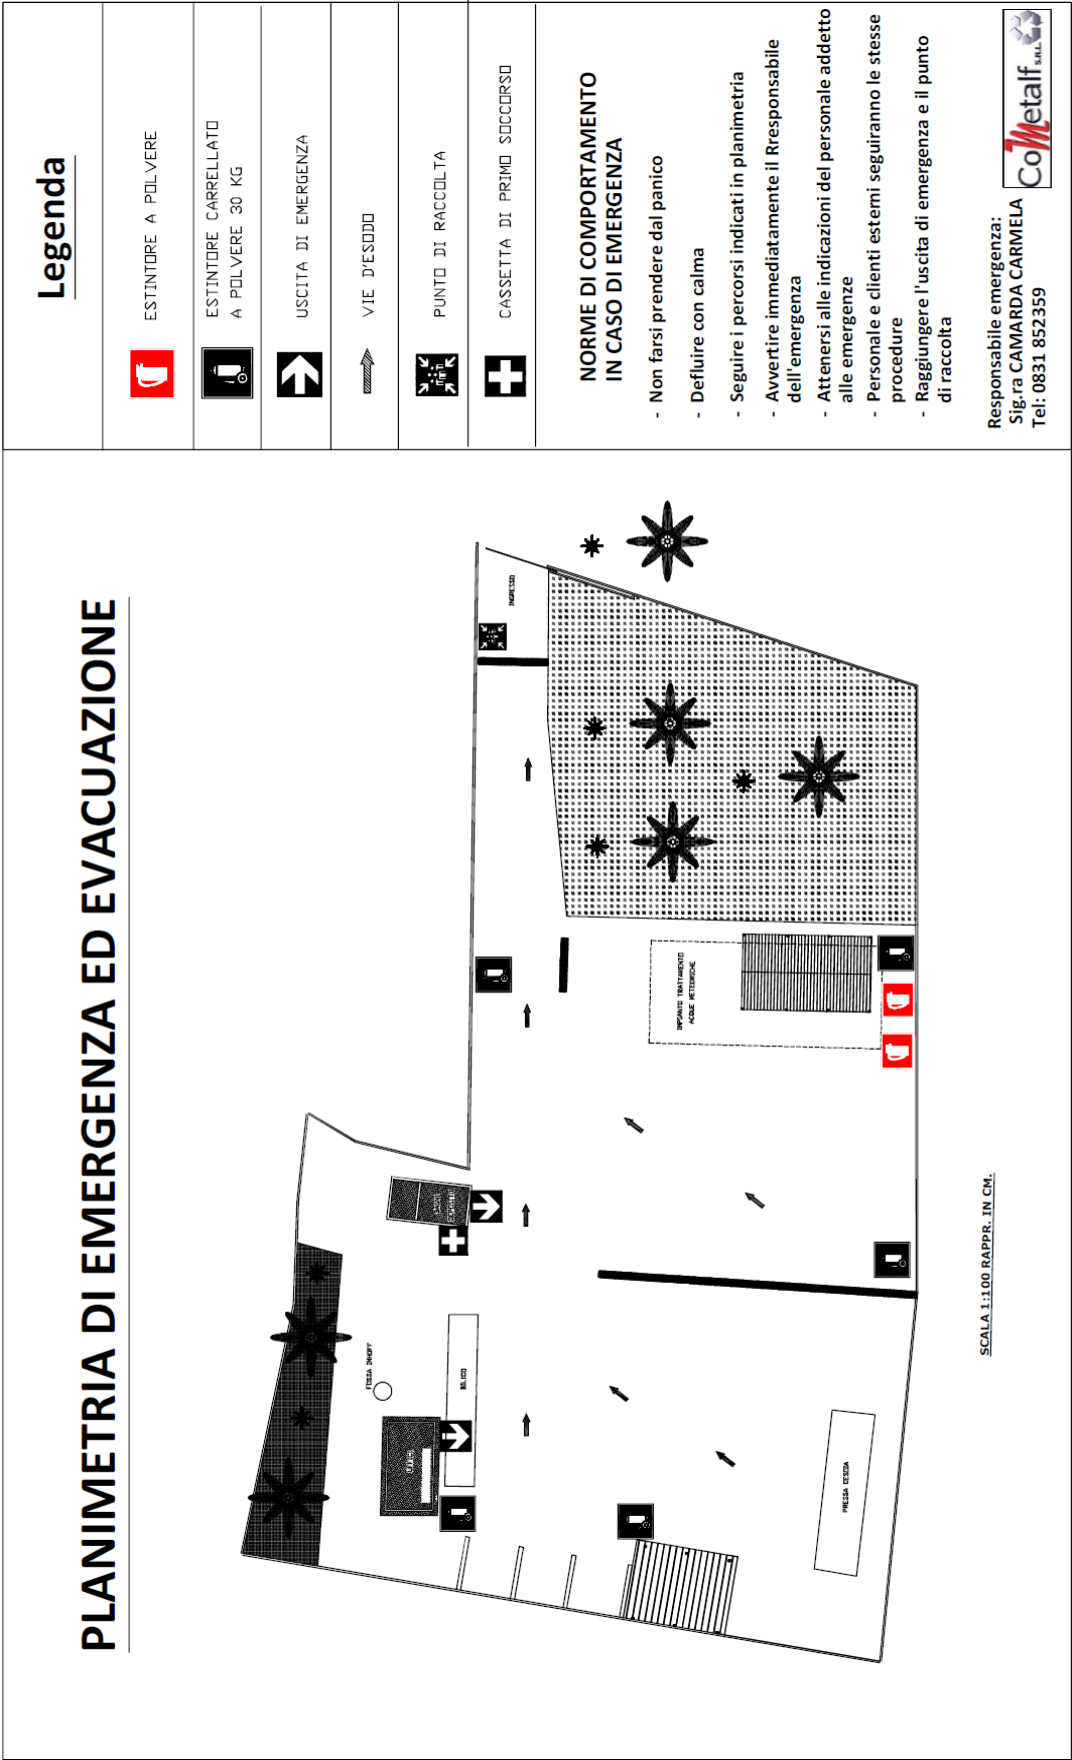 PLANIMETRIA DI EMERGENZA ED EVACUAZIONE
Legenda
ESTINTORE A POLVERE
ESTINTORE CARRELLATO
A POLVERE 30 KG
USCITA DI EMERGENZA
VIE D'ESODO
PUNTO DI RACCOLTA
CASSETTA DI PRIMO SOCCORSO
NORME DI COMPORTAMENTO
IN CASO DI EMERGENZA
- Non farsi prendere dal panico
- Defluire con calma
- Seguire i percorsi indicati in planimetria
- Avvertire immediatamente il Rresponsabile
dell'emergenza
- Attenersi alle indicazioni del personale addetto
alle emergenze
- Personale e clienti esterni seguiranno le stesse
procedure
- Raggiungere l'uscita di emergenza e il punto
di raccolta
Responsabile emergenza:
Sig.ra CAMARDA CARMELA
Tel: 0831 852359
CoMetalf S.R.L.
INGRESSO
IMPIANTO TRATTAMENTO
ACQUE METEORICHE
FOSSA IMHOFF
BILICO
PRESSA CESOIA
SCALA 1:100 RAPPR. IN CM.